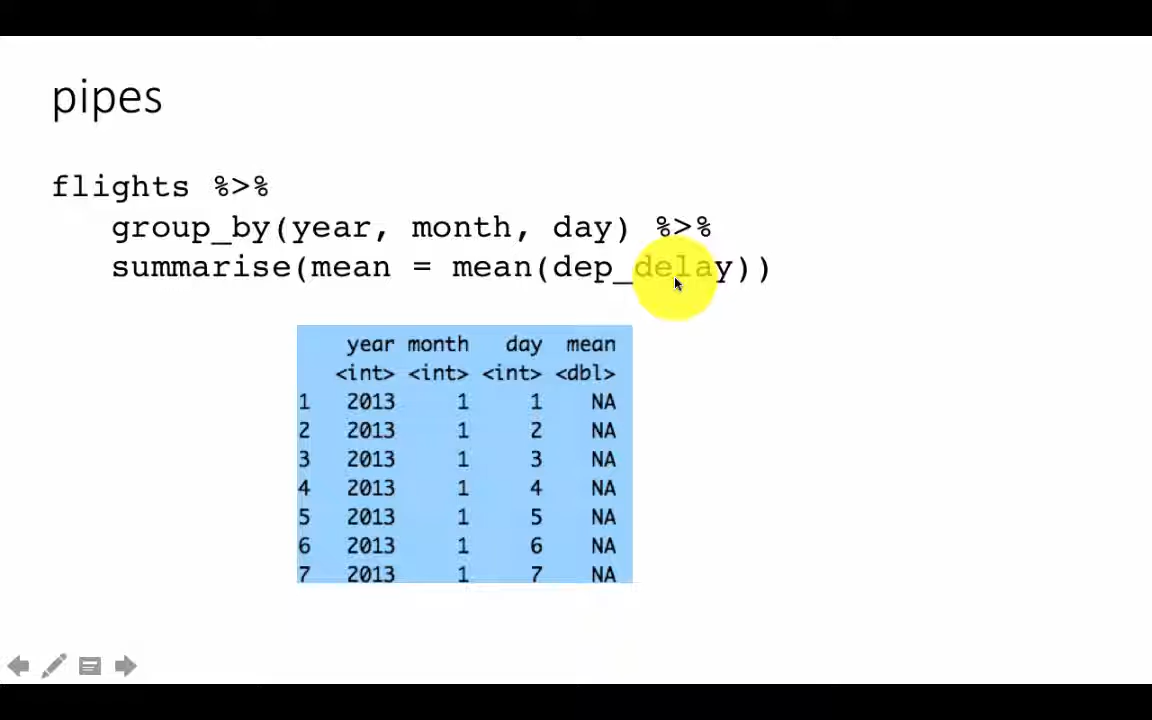 pipes
flights %>%
group_by(year, month, day) %>%
summarise(mean = mean(dep_delay))
year month day mean
<int> <int> <int> <dbl>
1 2013 1 1 NA
2 2013 1 2 NA
3 2013 1 3 NA
4 2013 1 4 NA
5 2013 1 5 NA
6 2013 1 6 NA
7 2013 1 7 NA